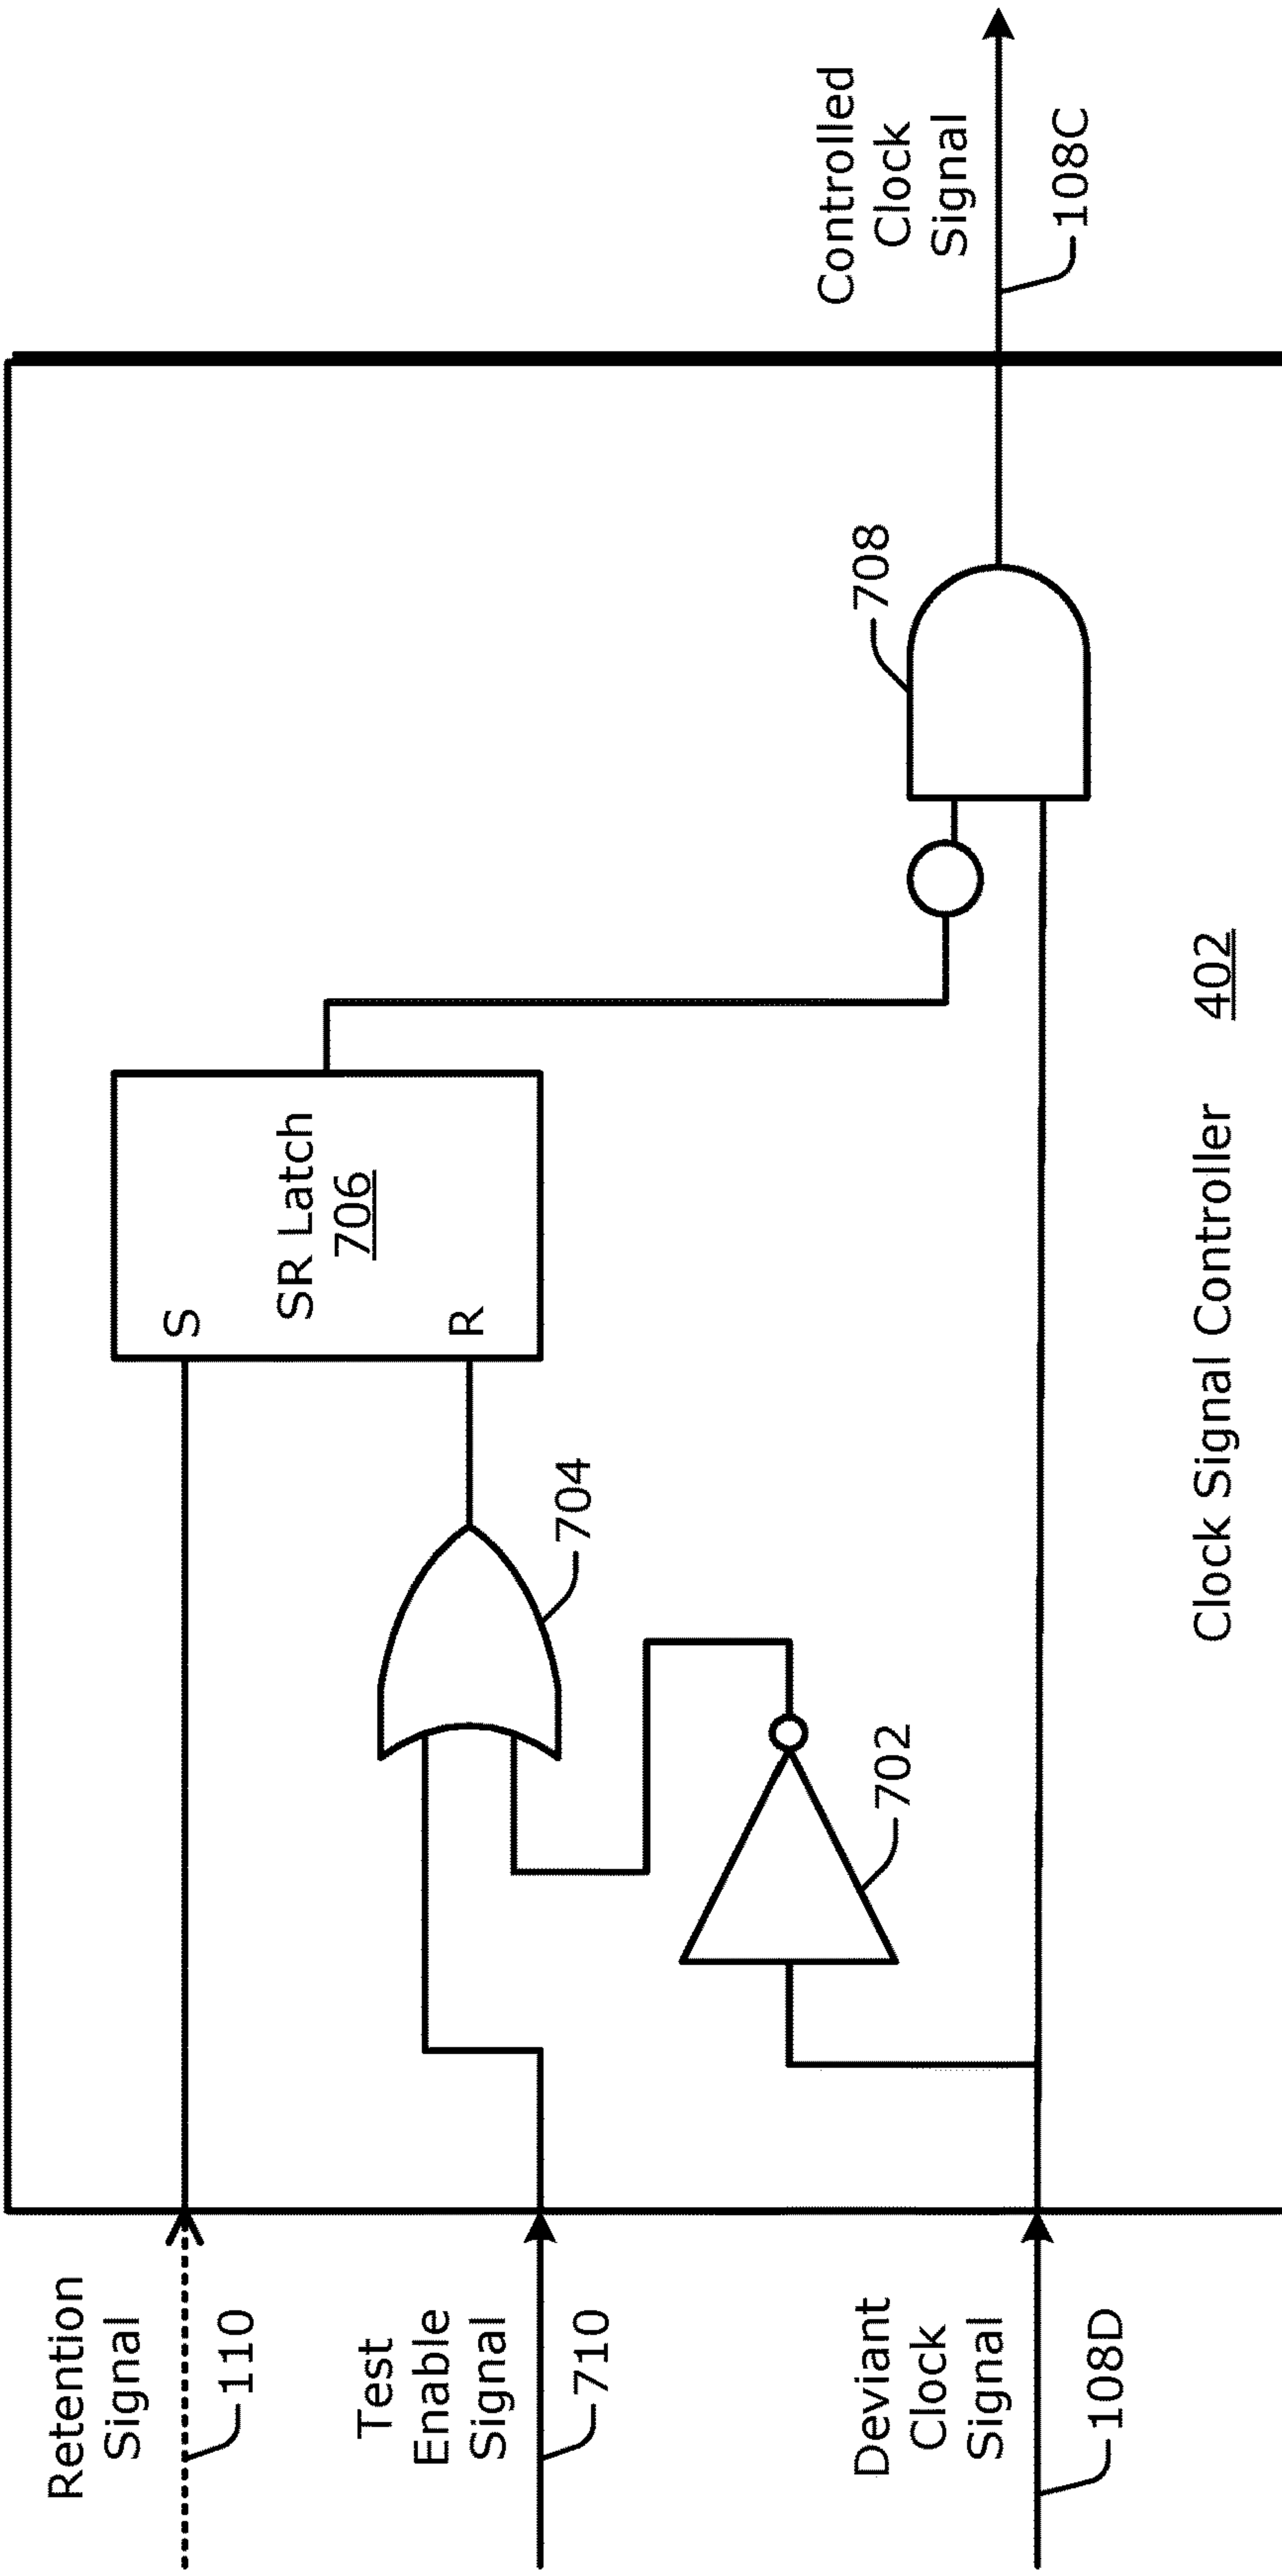 Retention
Signal
110
Test
Enable
Signal
710
Deviant
Clock
Signal
108D
S
SR Latch
706
R
704
702
708
Controlled
Clock
Signal
108C
Clock Signal Controller 402